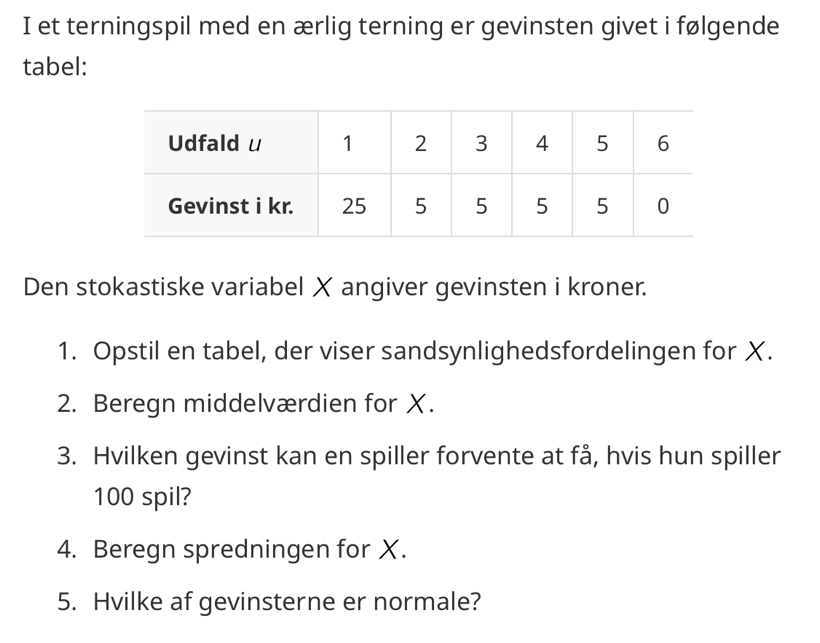 I et terningspil med en ærlig terning er gevinsten givet i følgende
tabel:
Udfald u 1 2 3 4 5 6
Gevinst i kr. 25 5 5 5 5 0
Den stokastiske variabel X angiver gevinsten i kroner.
1. Opstil en tabel, der viser sandsynlighedsfordelingen for X.
2. Beregn middelværdien for X.
3. Hvilken gevinst kan en spiller forvente at få, hvis hun spiller
100 spil?
4. Beregn spredningen for X.
5. Hvilke af gevinsterne er normale?